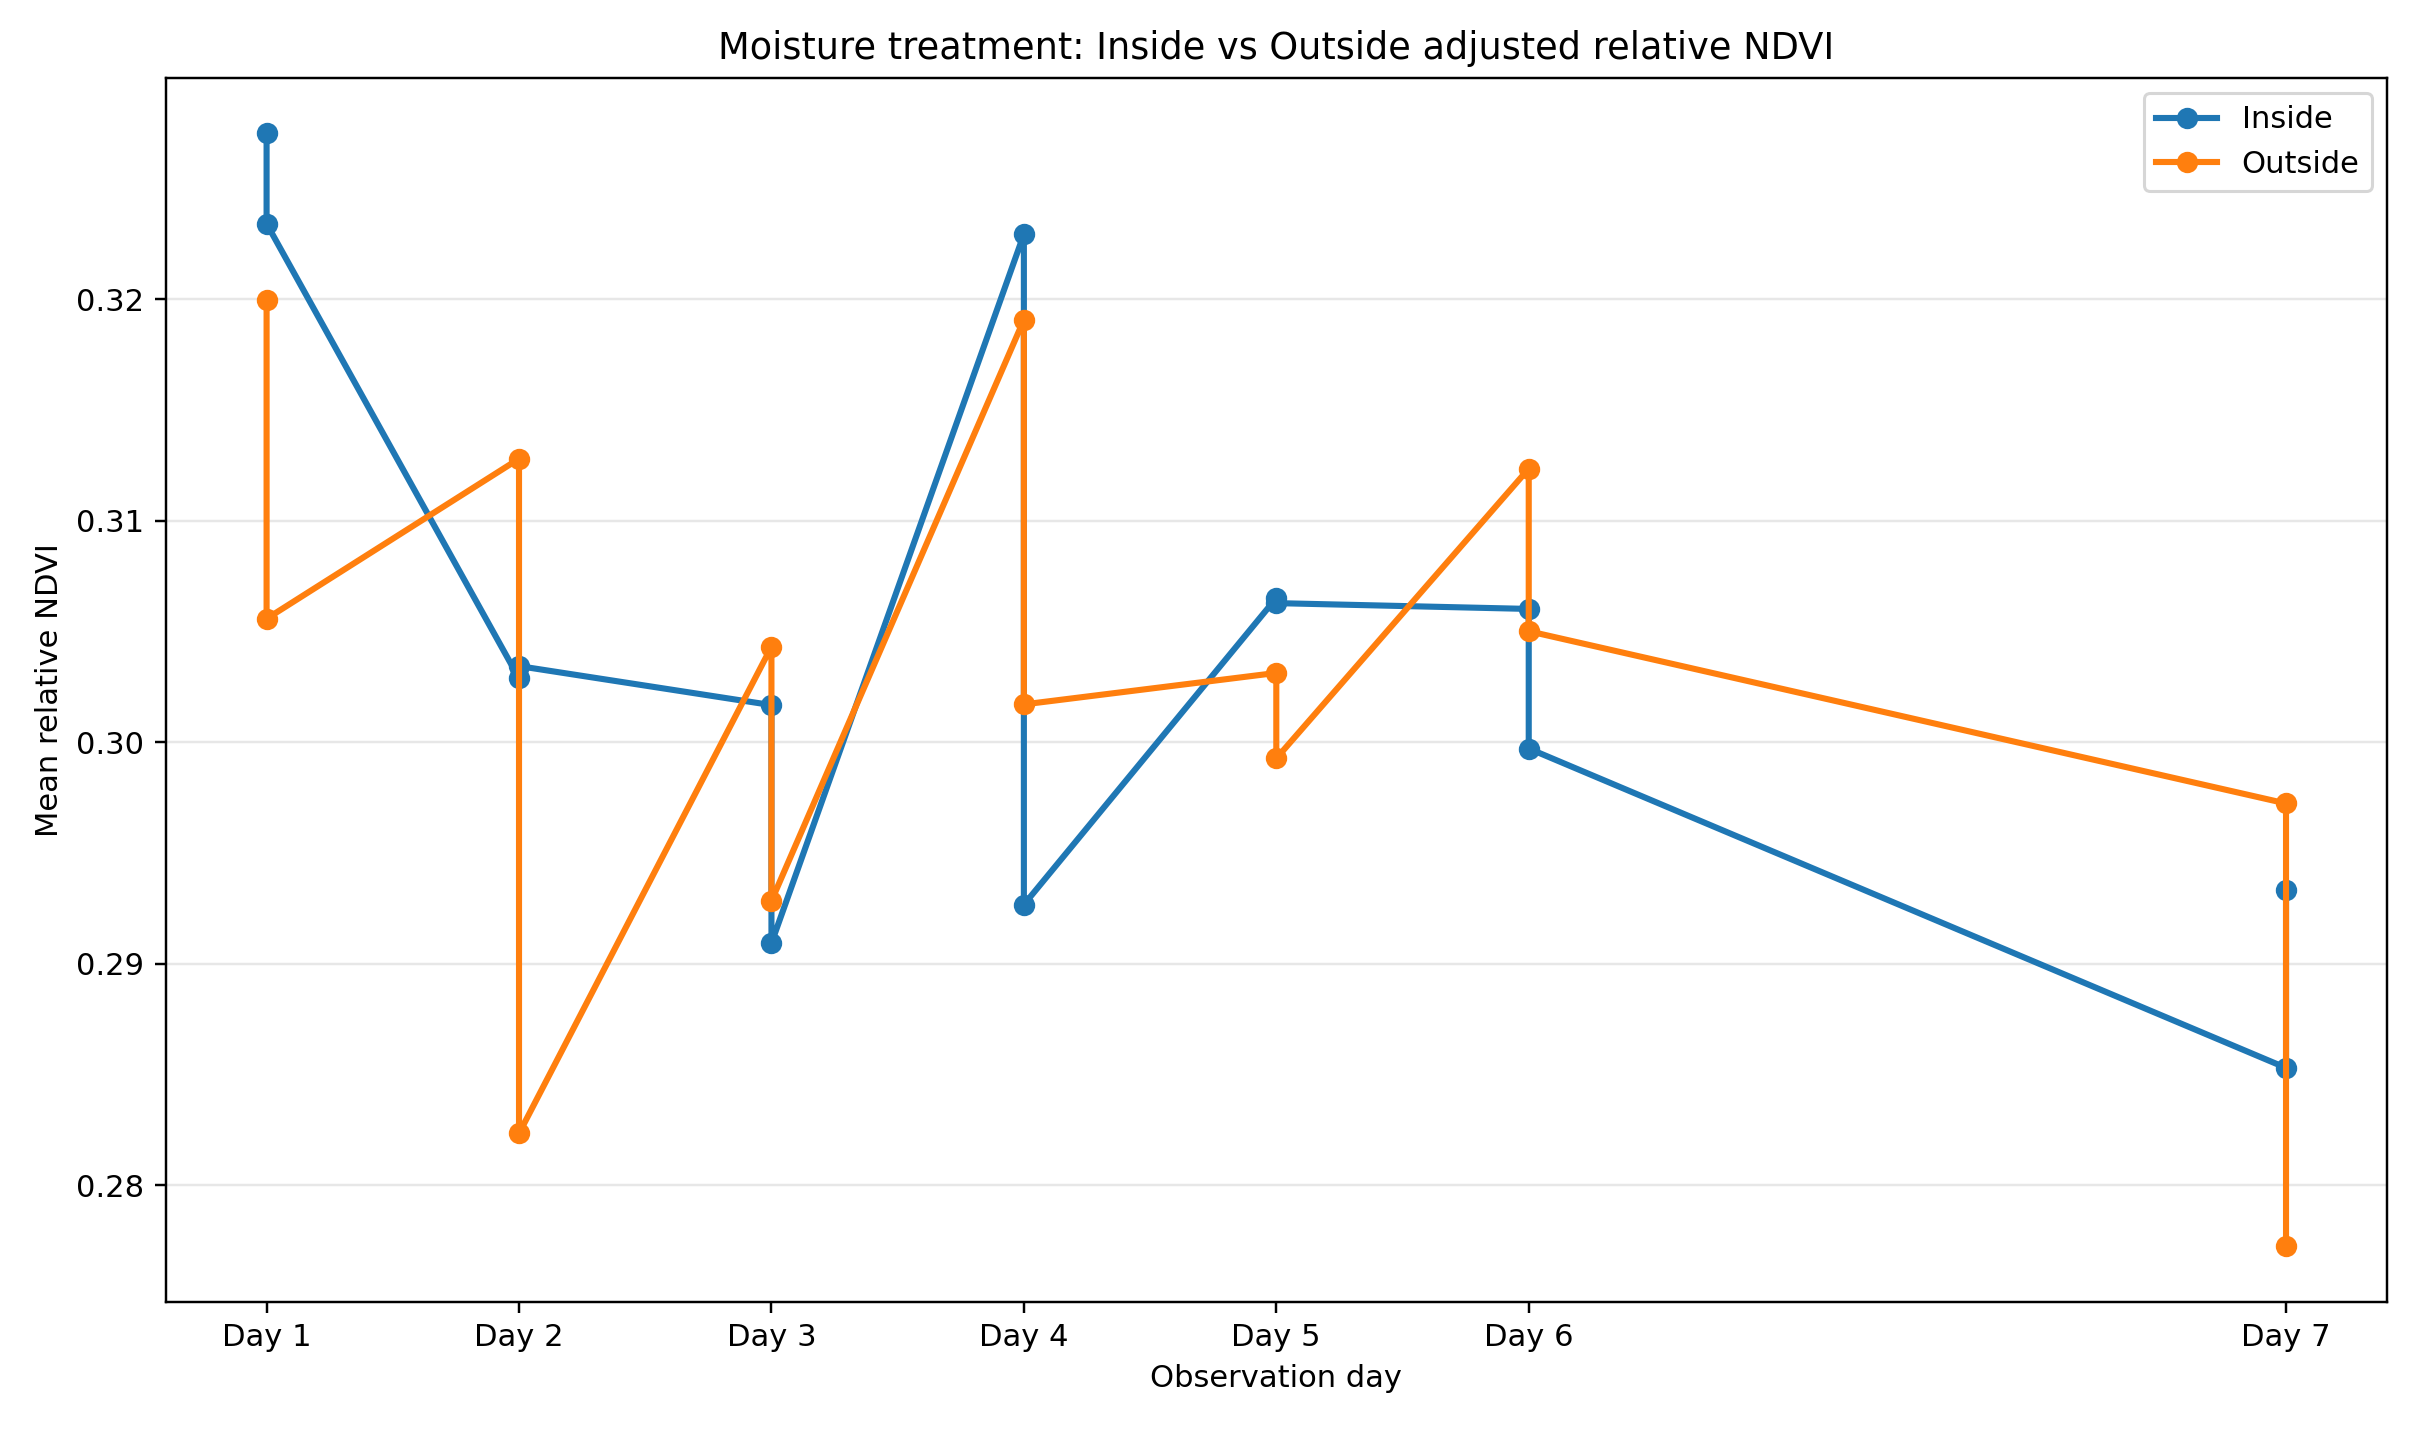 Moisture treatment: Inside vs Outside adjusted relative NDVI
Inside
Outside
0.32
0.31
0.30
0.29
0.28
Mean relative NDVI
Day 1
Day 2
Day 3
Day 4
Day 5
Day 6
Day 7
Observation day